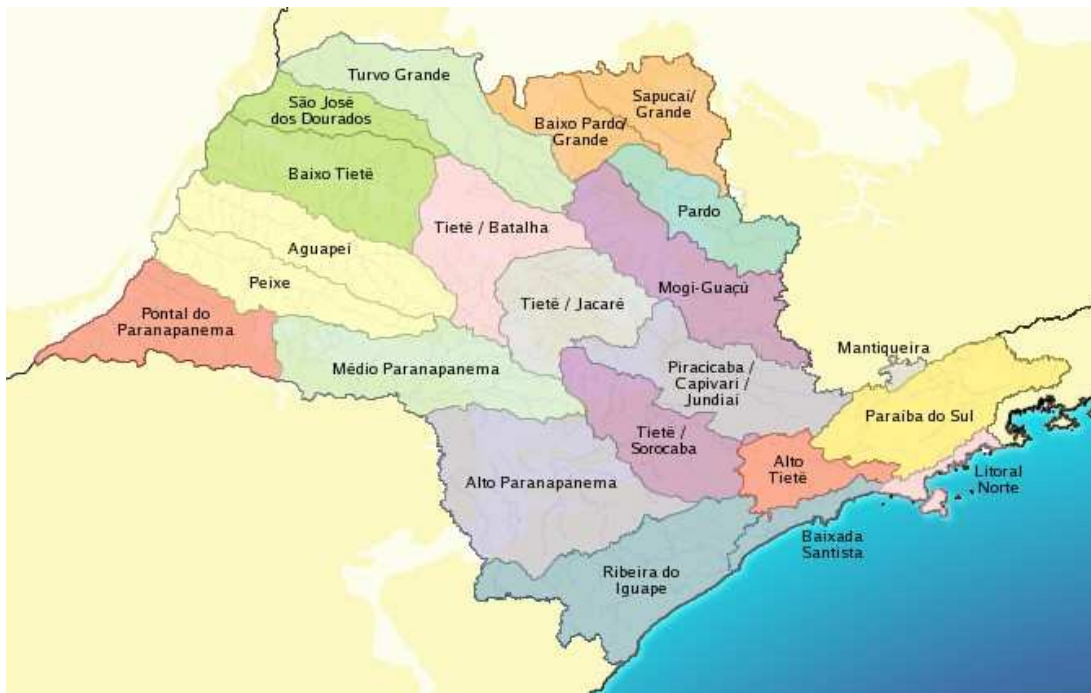 Turvo Grande
São José
dos Dourados
Sapucaí/
Grande
Baixo Pardo/
Grande
Baixo Tietê
Pardo
Tietê / Batalha
Aguapeí
Peixe
Mogi-Guaçú
Tietê / Jacaré
Pontal do
Paranapanema
Médio Paranapanema
Mantiqueira
Piracicaba /
Capivari /
Jundiaí
Paraíba do Sul
Tietê /
Sorocaba
Alto
Tietê
Litoral
Norte
Alto Paranapanema
Baixada
Santista
Ribeira do
Iguape